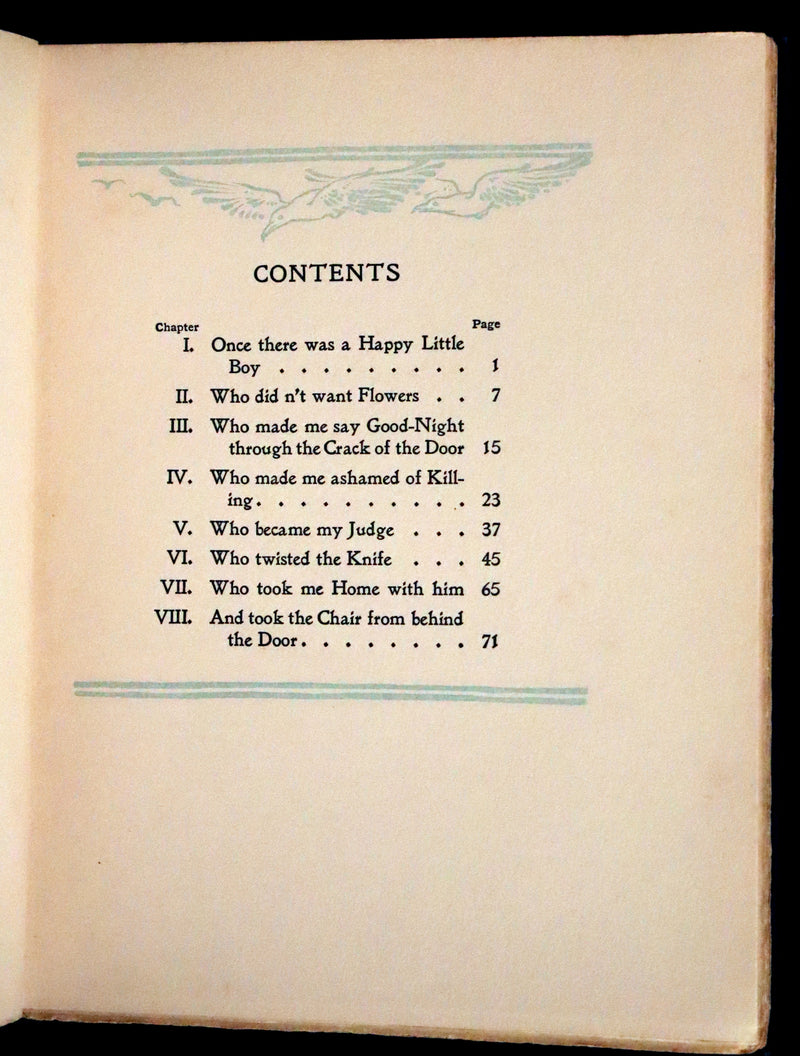 CONTENTS
Chapter Page
I. Once there was a Happy Little
Boy . . . . . . . . . 1
II. Who did n't want Flowers . . 7
III. Who made me say Good-Night
through the Crack of the Door 15
IV. Who made me ashamed of Kill-
ing. . . . . . . . . . 23
V. Who became my Judge . . . 37
VI. Who twisted the Knife . . . 45
VII. Who took me Home with him 65
VIII. And took the Chair from behind
the Door. . . . . . . . 71